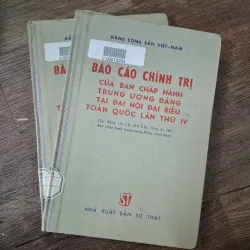 ĐẢNG CỘNG SẢN VIỆT-NAM
BÁO CÁO CHÍNH TRỊ
CỦA BAN CHẤP HÀNH
TRUNG ƯƠNG ĐẢNG
TẠI ĐẠI HỘI ĐẠI BIỂU
TOÀN QUỐC LẦN THỨ IV
ST
NHÀ XUẤT BẢN SỰ THẬT